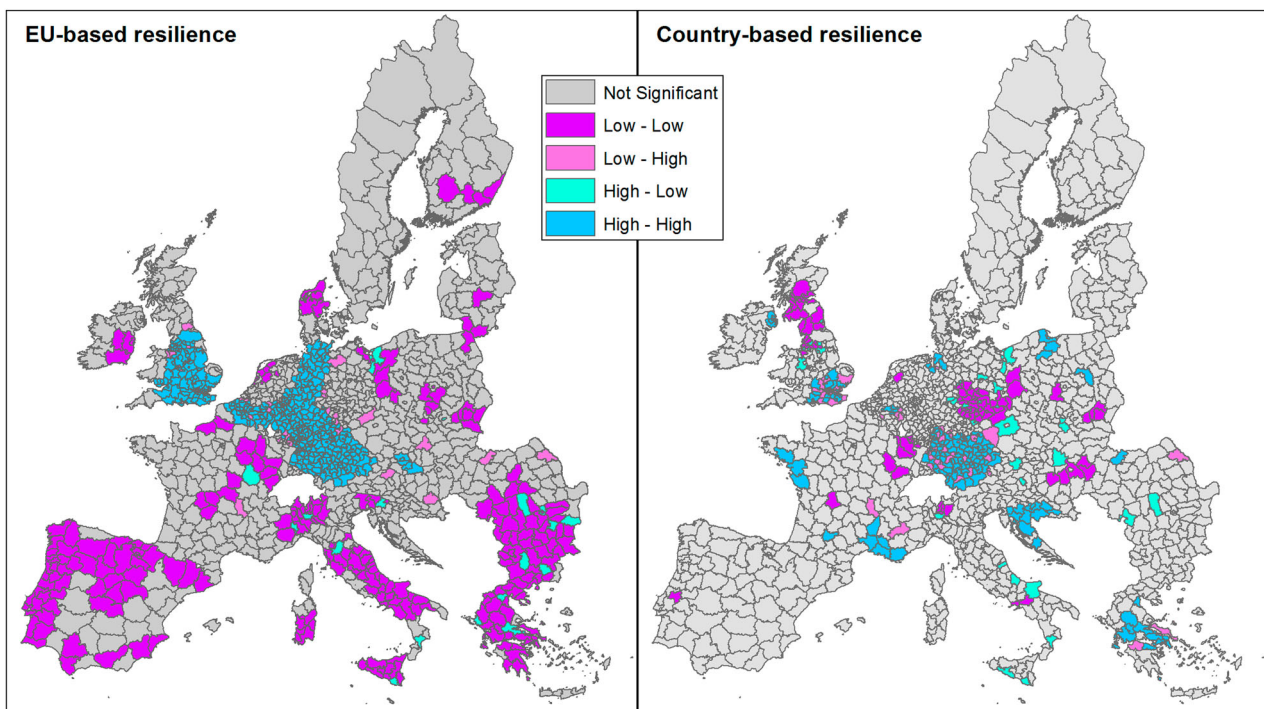 EU-based resilience
Country-based resilience
Not Significant
Low - Low
Low - High
High - Low
High - High